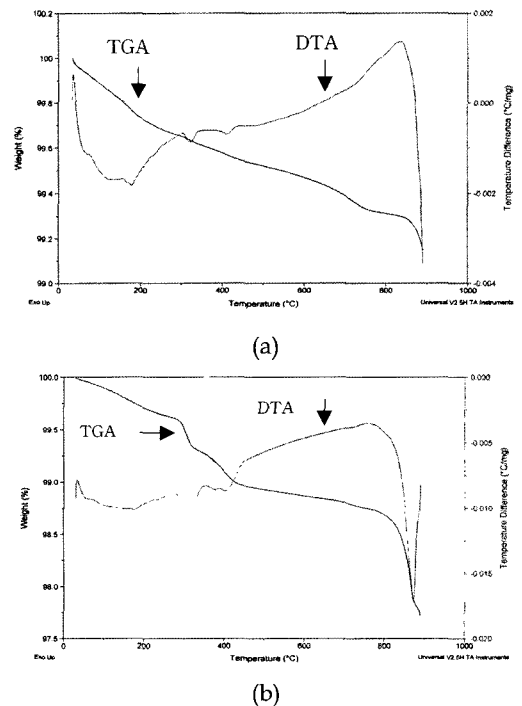 100.2
0.002
TGA
DTA
100
99.8
0.000
99.6
Weight (%)
Temperature Difference (°C/mg)
99.4
-0.002
99.2
99.0
-0.004
0 200 400 600 800 1000
Exo Up
Temperature (°C)
Universal V2.5H TA Instruments
(a)
100.0
0.000
DTA
TGA
99.5
-0.005
99.0
Weight (%)
Temperature Difference (°C/mg)
-0.010
98.5
-0.015
98.0
97.5
-0.020
0 200 400 600 800 1000
Exo Up
Temperature (°C)
Universal V2.5H TA Instruments
(b)